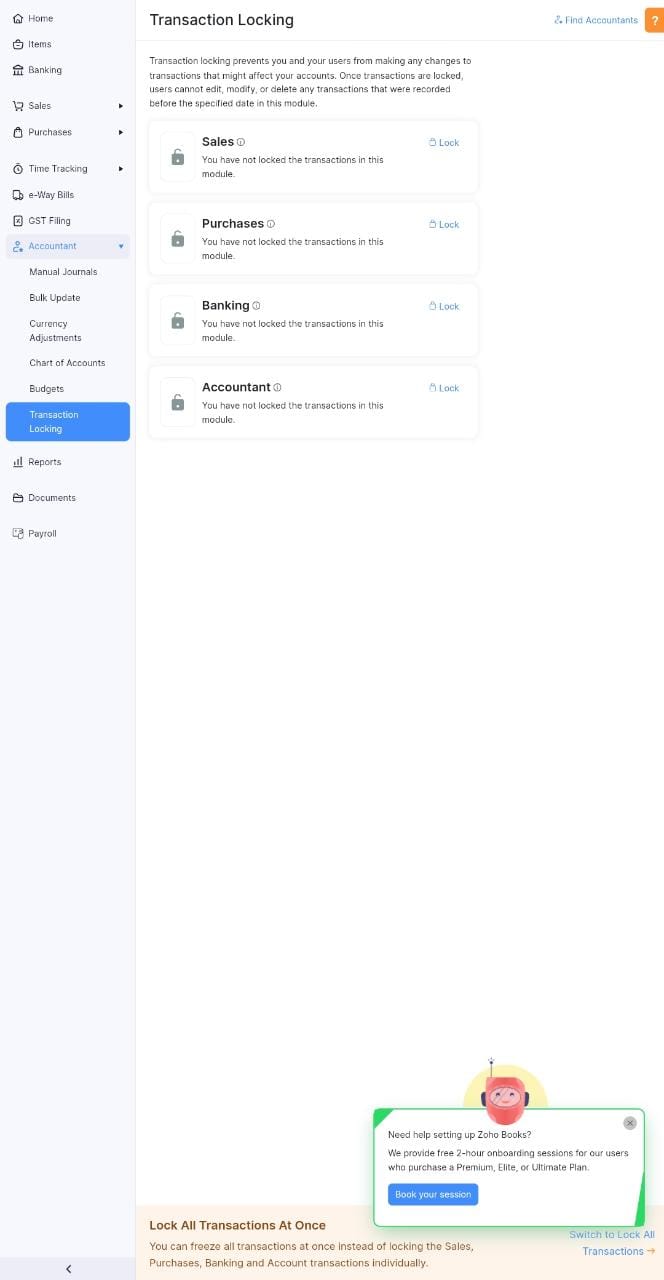 Home
Items
Banking
Sales
Purchases
Time Tracking
e-Way Bills
GST Filing
Accountant
Manual Journals
Bulk Update
Currency
Adjustments
Chart of Accounts
Budgets
Transaction
Locking
Reports
Documents
Payroll
Transaction Locking
Find Accountants
?
Transaction locking prevents you and your users from making any changes to
transactions that might affect your accounts. Once transactions are locked,
users cannot edit, modify, or delete any transactions that were recorded
before the specified date in this module.
Sales
Lock
You have not locked the transactions in this
module.
Purchases
Lock
You have not locked the transactions in this
module.
Banking
Lock
You have not locked the transactions in this
module.
Accountant
Lock
You have not locked the transactions in this
module.
Need help setting up Zoho Books?
We provide free 2-hour onboarding sessions for our users
who purchase a Premium, Elite, or Ultimate Plan.
Book your session
Lock All Transactions At Once
You can freeze all transactions at once instead of locking the Sales,
Purchases, Banking and Account transactions individually.
Switch to Lock All
Transactions →